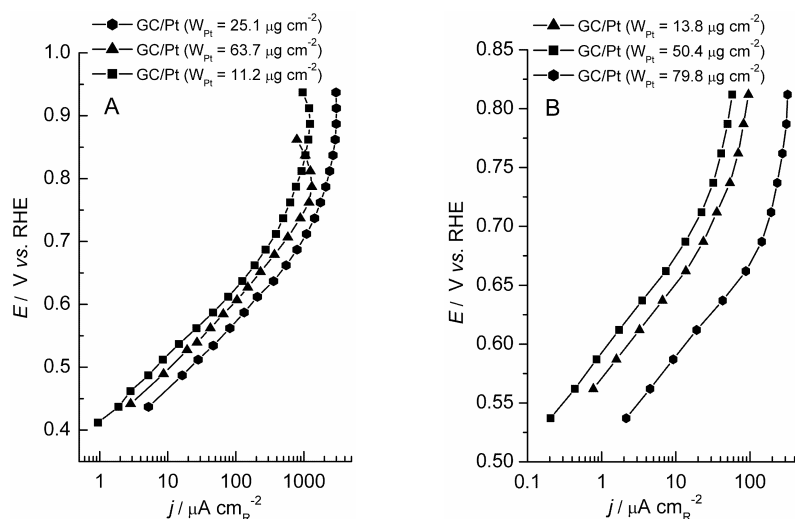 GC/Pt (W_Pt = 25.1 μg cm⁻²)
GC/Pt (W_Pt = 63.7 μg cm⁻²)
GC/Pt (W_Pt = 11.2 μg cm⁻²)
A
1.0
0.9
0.8
0.7
0.6
0.5
0.4
E / V vs. RHE
1 10 100 1000
j / μA cm_R⁻²
GC/Pt (W_Pt = 13.8 μg cm⁻²)
GC/Pt (W_Pt = 50.4 μg cm⁻²)
GC/Pt (W_Pt = 79.8 μg cm⁻²)
B
0.85
0.80
0.75
0.70
0.65
0.60
0.55
0.50
E / V vs. RHE
0.1 1 10 100
j / μA cm_R⁻²